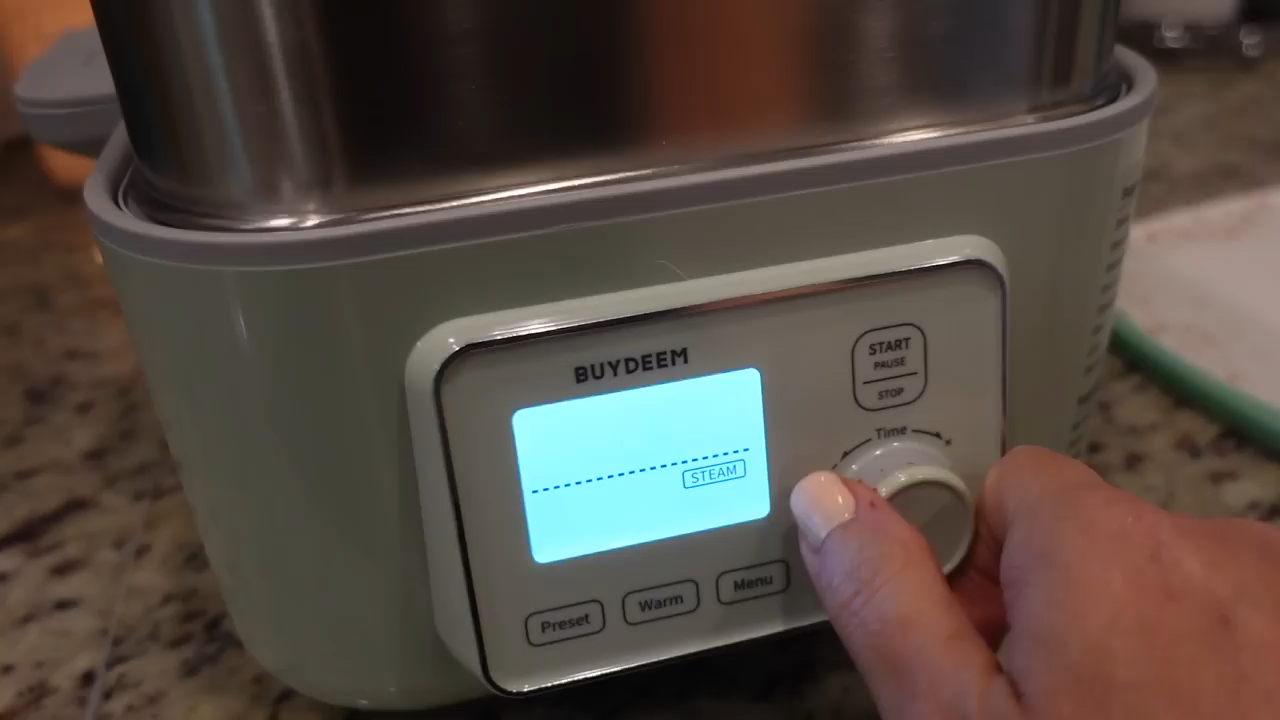 BUYDEEM
START
PAUSE
STOP
Time
STEAM
Preset
Warm
Menu